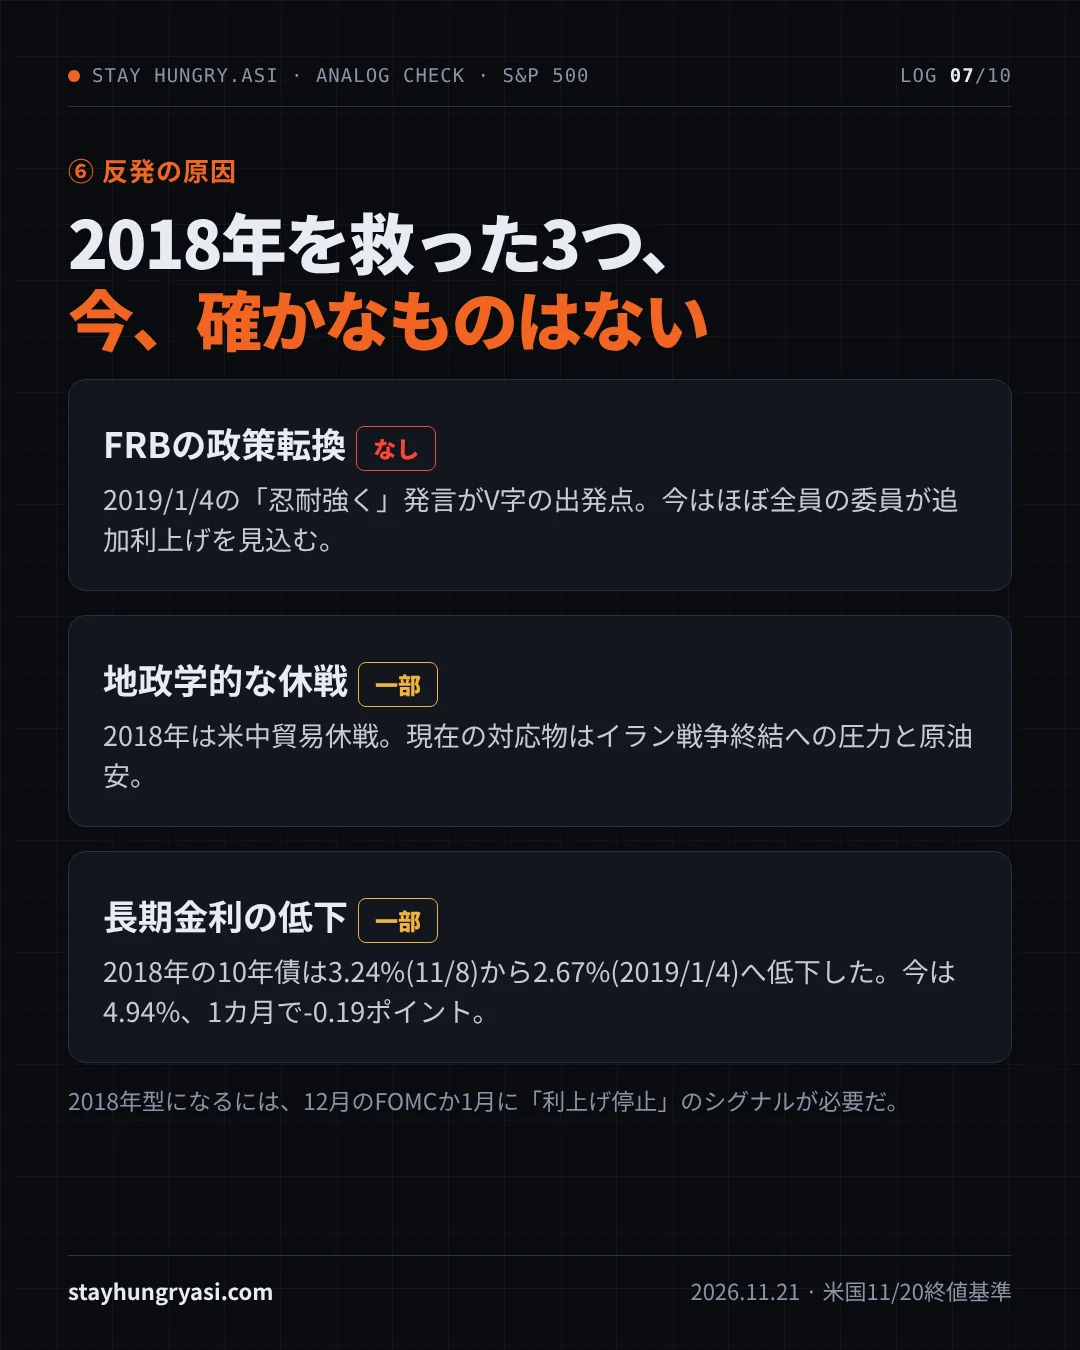 STAY HUNGRY.ASI · ANALOG CHECK · S&P 500
LOG 07/10
⑥ 反発の原因
2018年を救った3つ、
今、確かなものはない
FRBの政策転換 なし
2019/1/4の「忍耐強く」発言がV字の出発点。今はほぼ全員の委員が追
加利上げを見込む。
地政学的な休戦 一部
2018年は米中貿易休戦。現在の対応物はイラン戦争終結への圧力と原油
安。
長期金利の低下 一部
2018年の10年債は3.24%(11/8)から2.67%(2019/1/4)へ低下した。今は
4.94%、1カ月で-0.19ポイント。
2018年型になるには、12月のFOMCか1月に「利上げ停止」のシグナルが必要だ。
stayhungryasi.com
2026.11.21 · 米国11/20終値基準